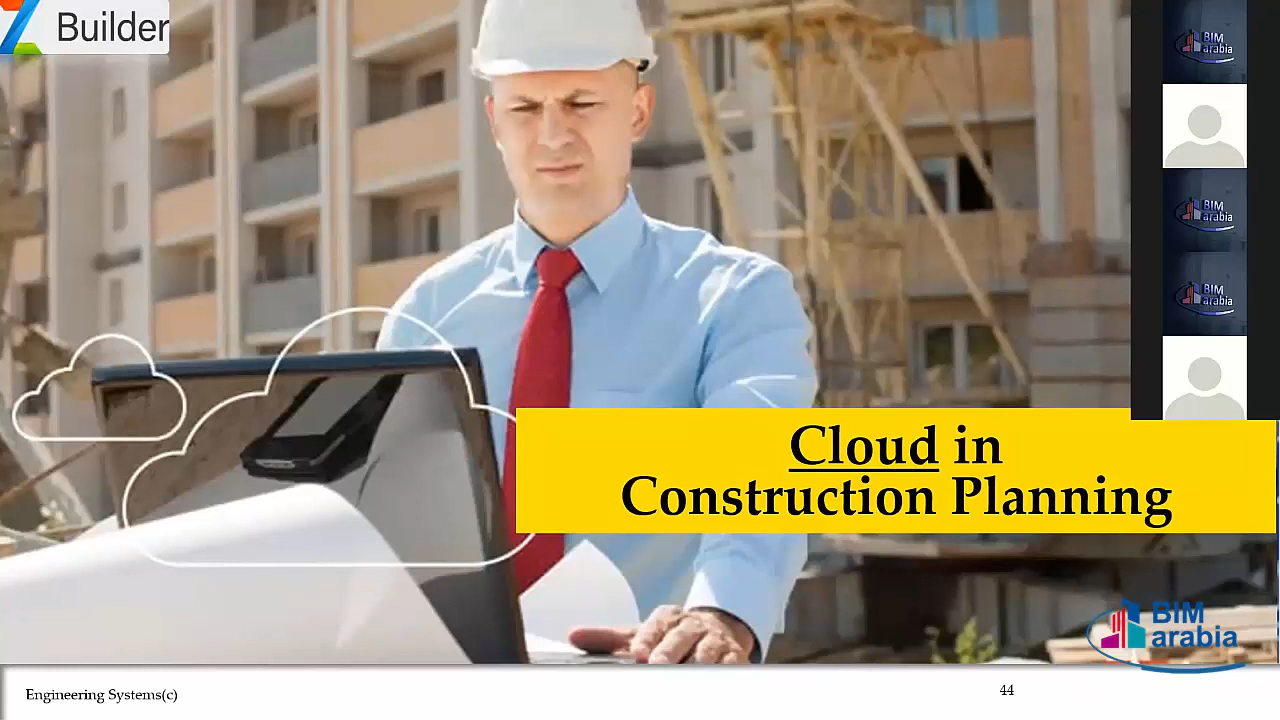 Builder
BIM
arabia
BIM
arabia
BIM
arabia
Cloud in
Construction Planning
BIM
arabia
Engineering Systems(c)
44